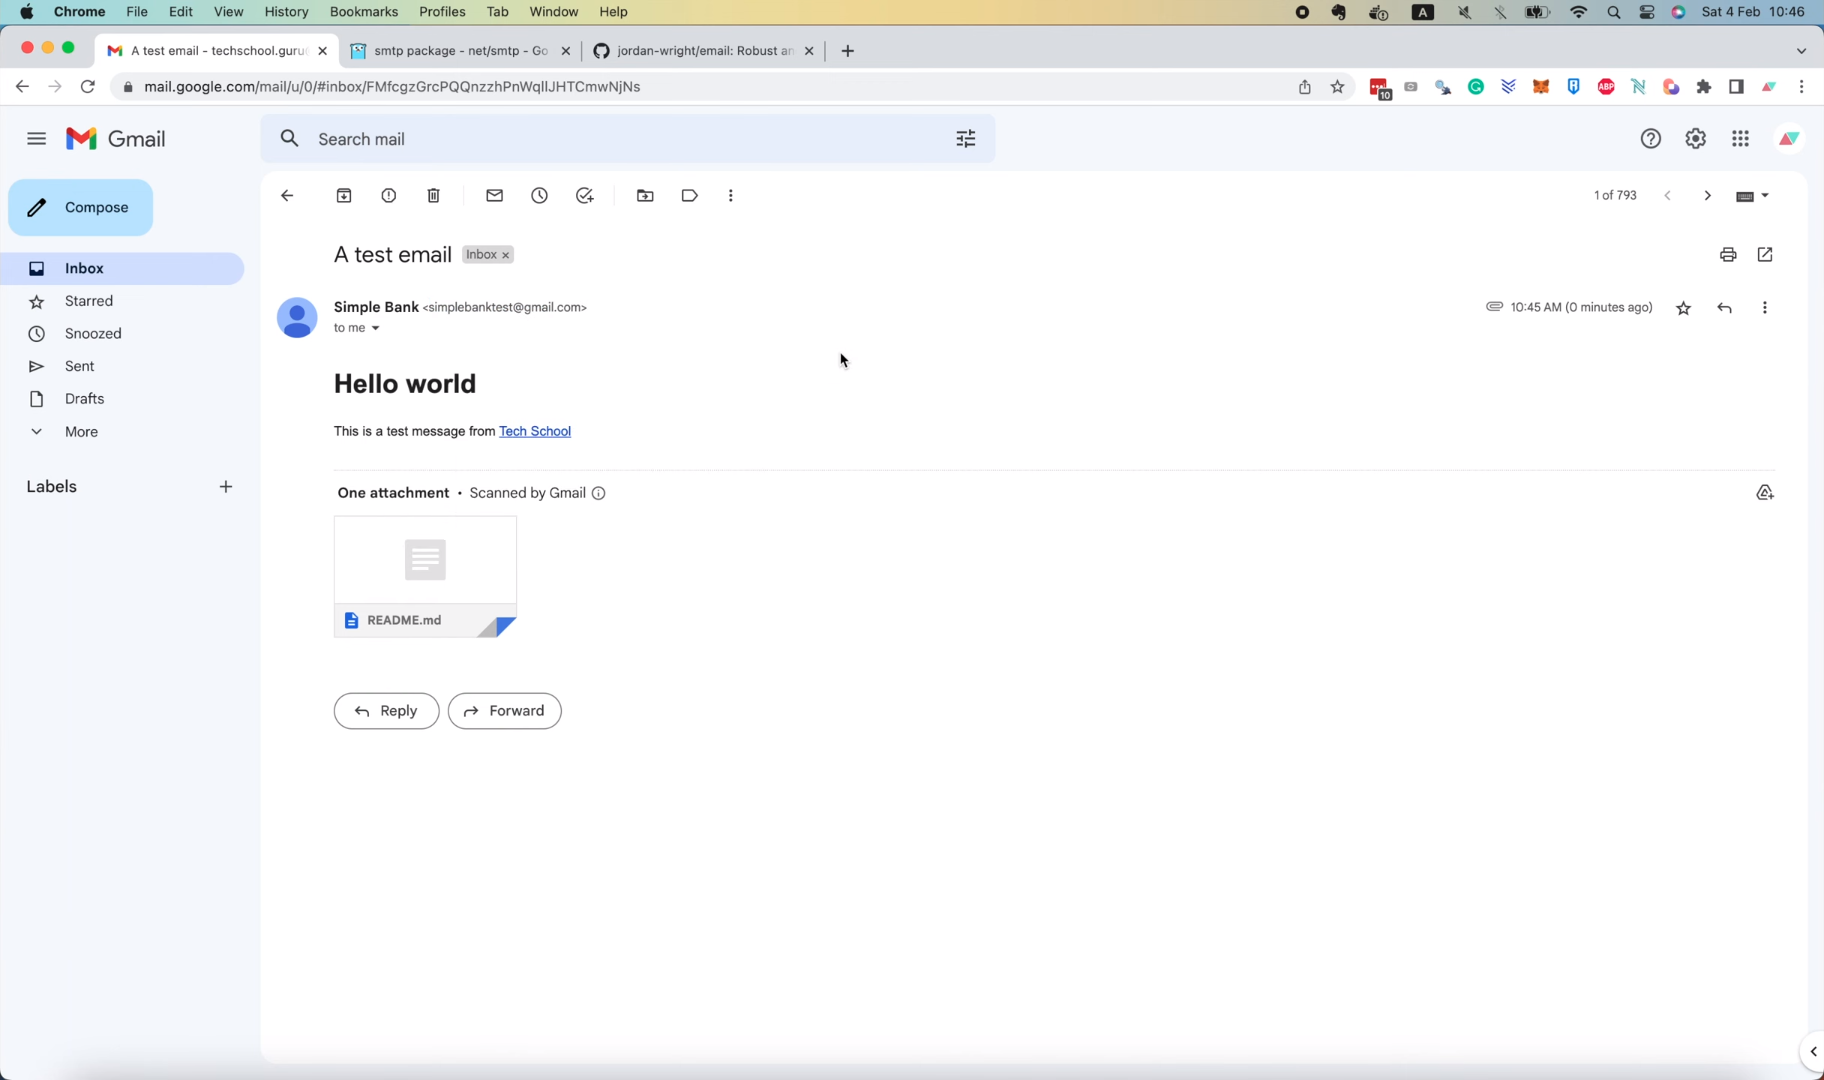 Chrome File Edit View History Bookmarks Profiles Tab Window Help A Sat 4 Feb 10:46
A test email - techschool.guru smtp package - net/smtp - Go jordan-wright/email: Robust an
mail.google.com/mail/u/0/#inbox/FMfcgzGrcPQQnzzhPnWqlIJHTCmwNjNs 10 ABP
Gmail Search mail
Compose 1 of 793
A test email Inbox x
Inbox
Starred Simple Bank <simplebanktest@gmail.com> 10:45 AM (0 minutes ago)
to me
Snoozed
Sent
Hello world
Drafts
More This is a test message from Tech School
Labels +
One attachment • Scanned by Gmail
README.md
Reply Forward